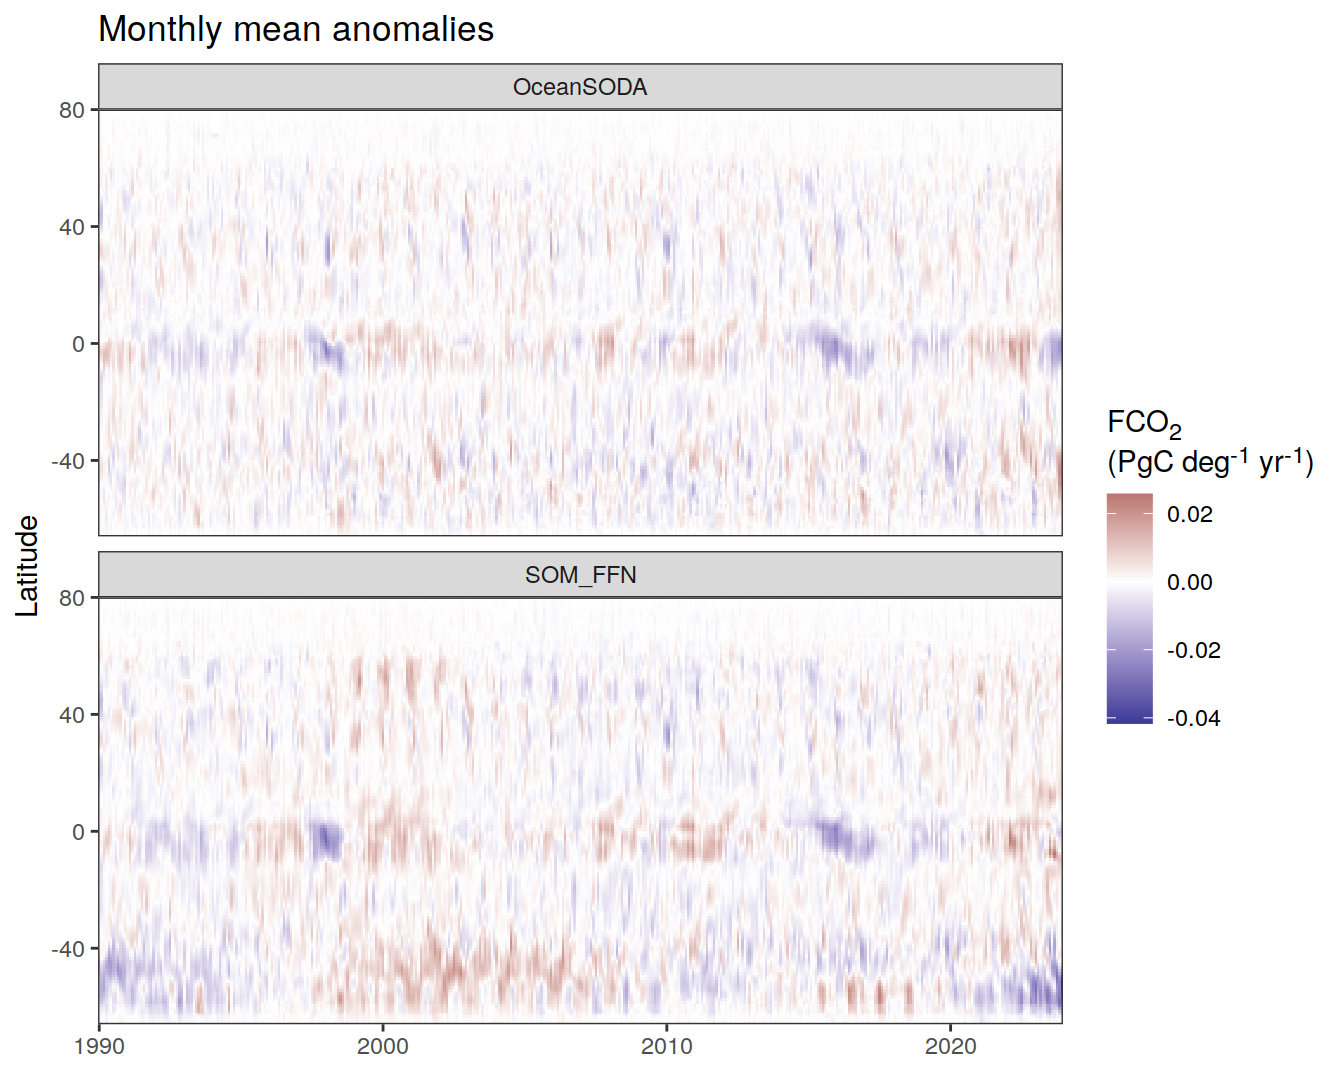 Monthly mean anomalies
OceanSODA
80
40
0
-40
SOM_FFN
80
40
0
-40
1990
2000
2010
2020
Latitude
FCO₂
(PgC deg⁻¹ yr⁻¹)
0.02
0.00
-0.02
-0.04